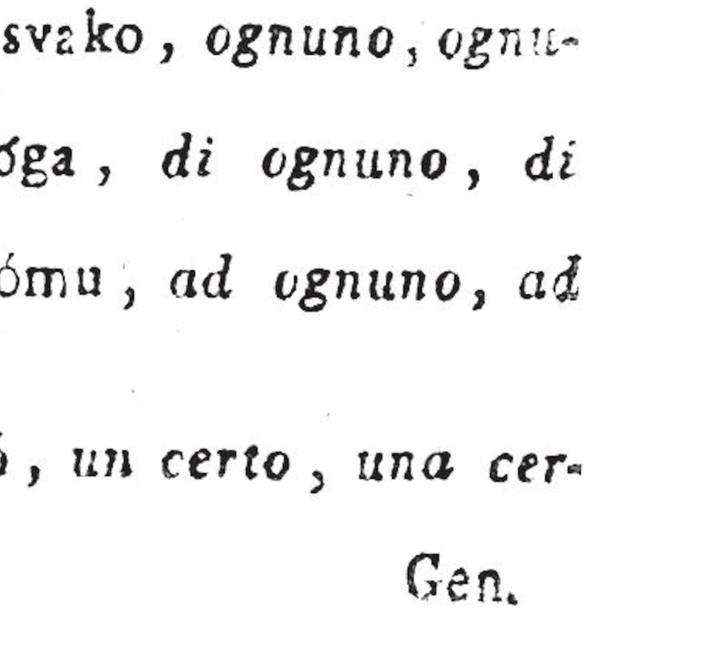 svako, ognuno, ognu-
óga, di ognuno, di
ómu, ad ognuno, ad
, un certo, una cer-
Gen.